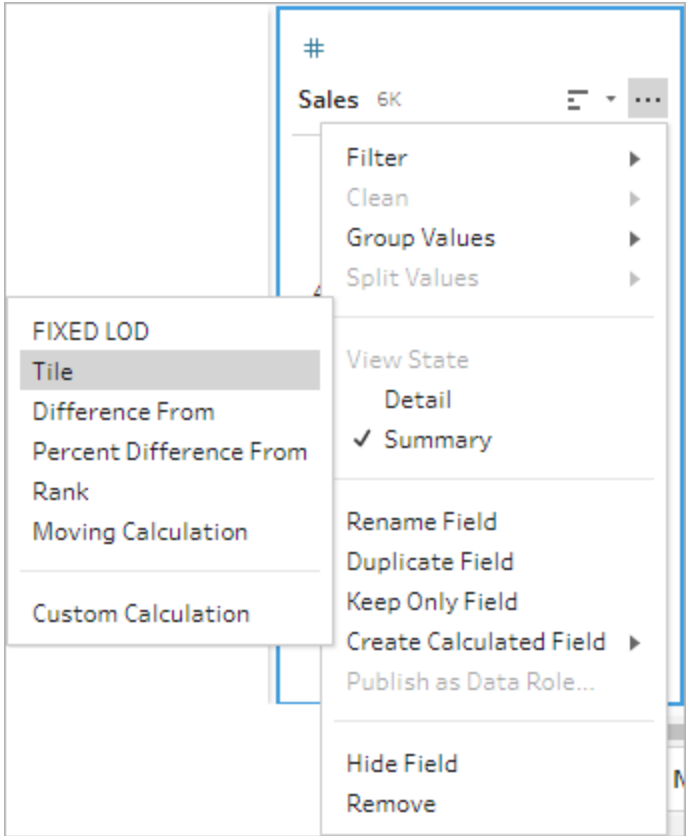 #
Sales 6K
Filter
Clean
Group Values
Split Values
View State
Detail
✓ Summary
Rename Field
Duplicate Field
Keep Only Field
Create Calculated Field
Publish as Data Role...
Hide Field
Remove
FIXED LOD
Tile
Difference From
Percent Difference From
Rank
Moving Calculation
Custom Calculation